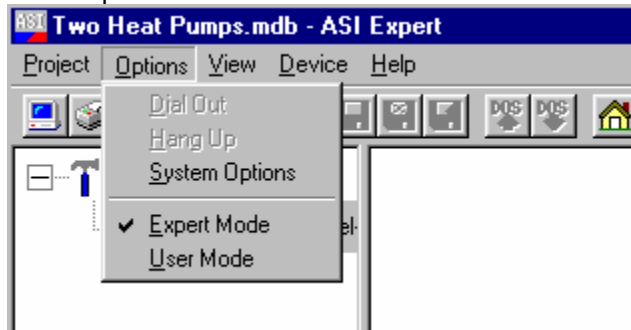 ASI Two Heat Pumps.mdb - ASI Expert
Project Options View Device Help
DOS DOS
Dial Out
Hang Up
System Options
Expert Mode
User Mode